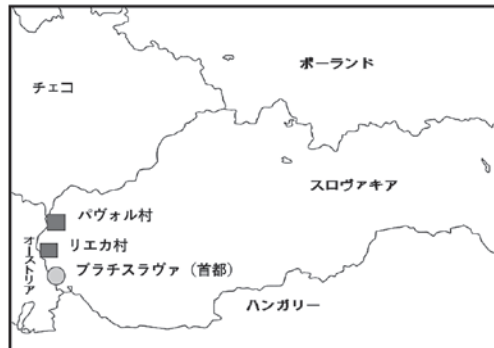 ポーランド
チェコ
スロヴァキア
パヴォル村
リエカ村
オーストリア
ブラチスラヴァ（首都）
ハンガリー